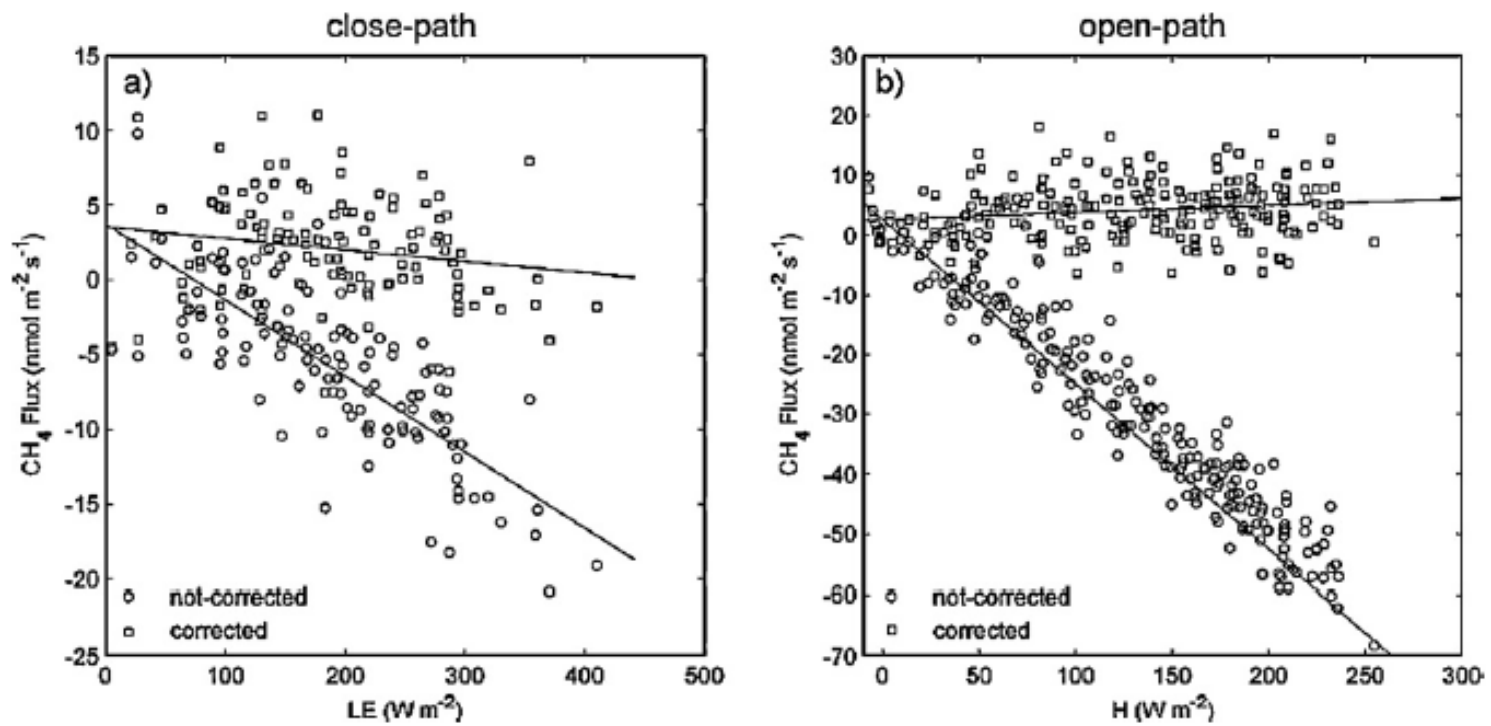 close-path
a)
15
10
5
0
-5
-10
-15
-20
-25
CH4 Flux (nmol m-2 s-1)
not-corrected
corrected
0 100 200 300 400 500
LE (W m-2)
open-path
b)
30
20
10
0
-10
-20
-30
-40
-50
-60
-70
CH4 Flux (nmol m-2 s-1)
not-corrected
corrected
0 50 100 150 200 250 300
H (W m-2)